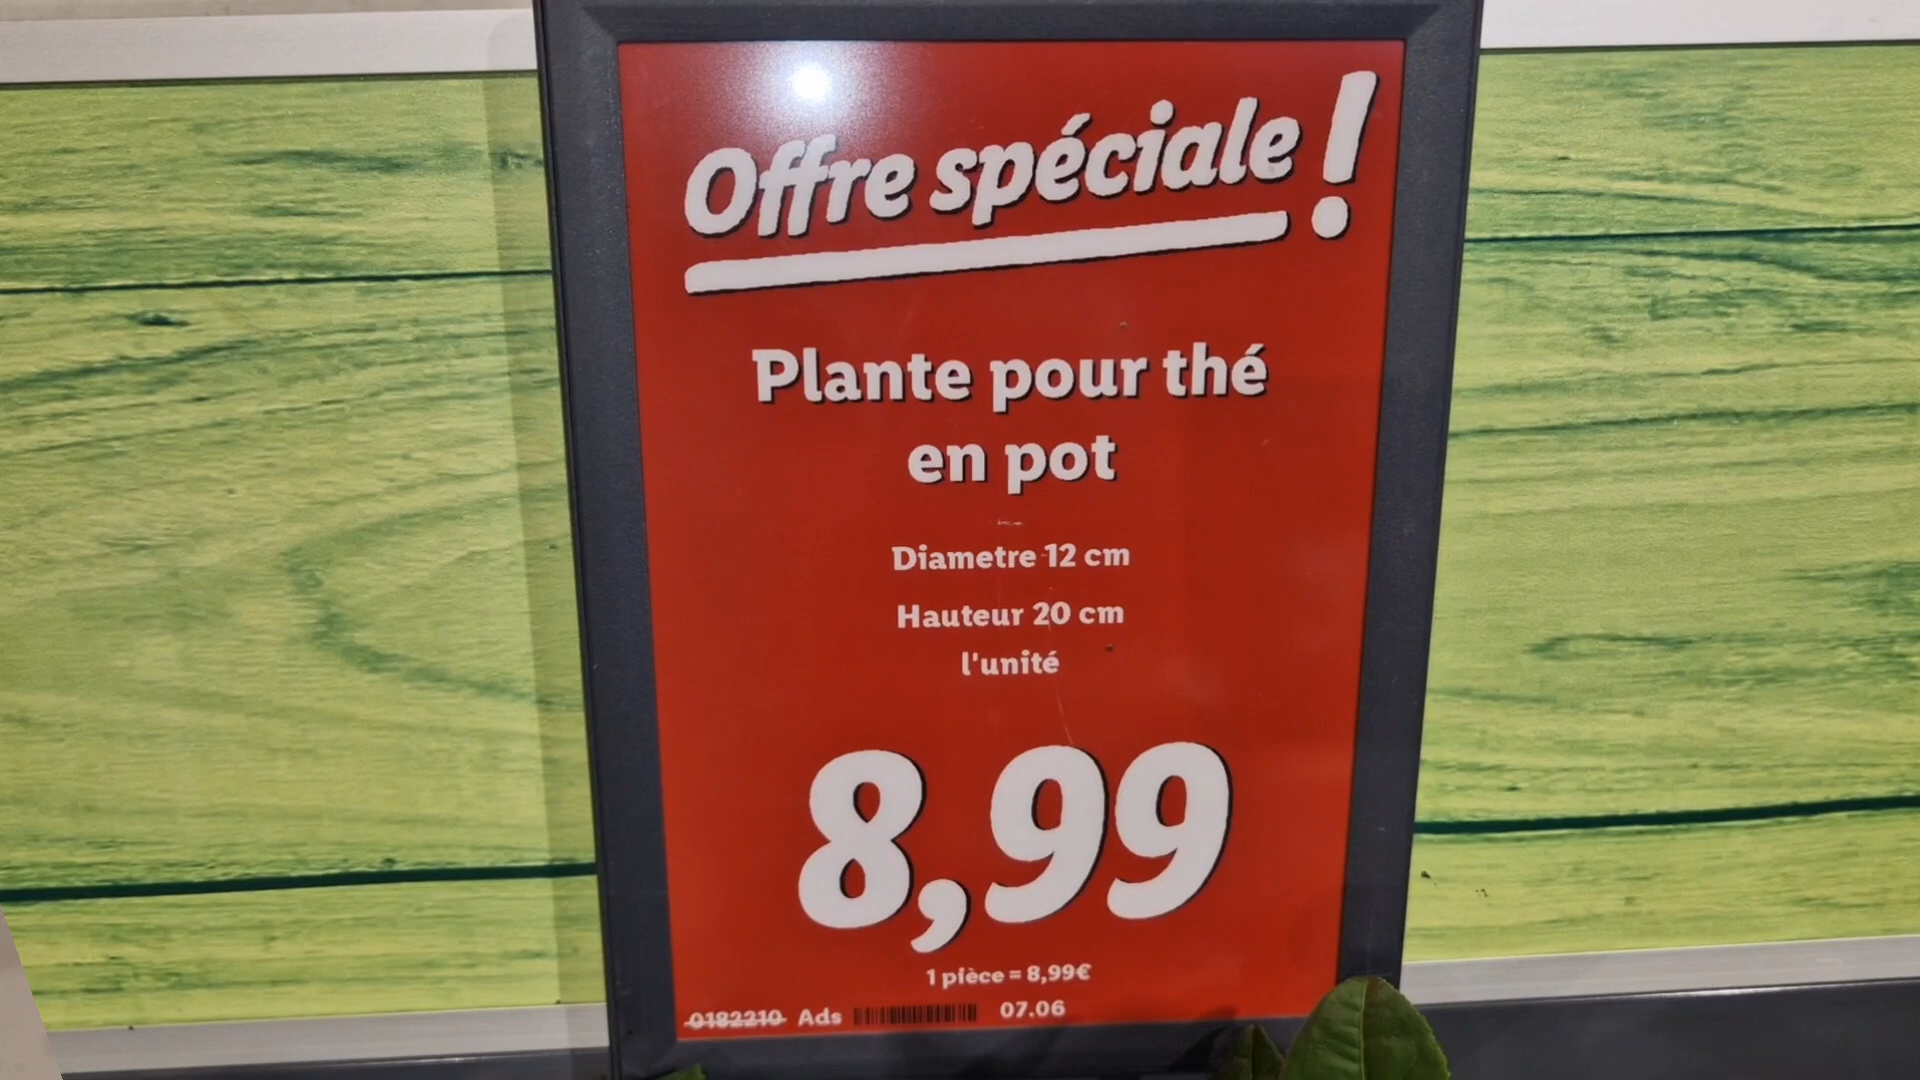 Offre spéciale !
Plante pour thé
en pot
Diametre 12 cm
Hauteur 20 cm
l'unité
8,99
1 pièce = 8,99€
0182210 Ads 07.06